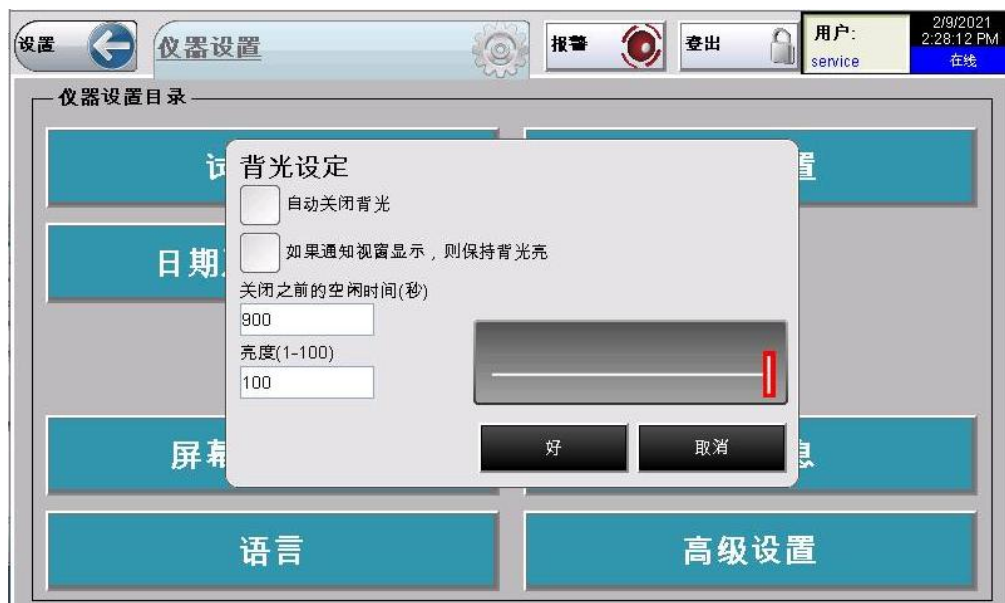 设置
仪器设置
报警
登出
用户:
service
2/9/2021
2:28:12 PM
在线
仪器设置目录
试
置
背光设定
自动关闭背光
日期
如果通知视窗显示，则保持背光亮
关闭之前的空闲时间(秒)
900
亮度(1-100)
100
屏幕
好
取消
息
语言
高级设置